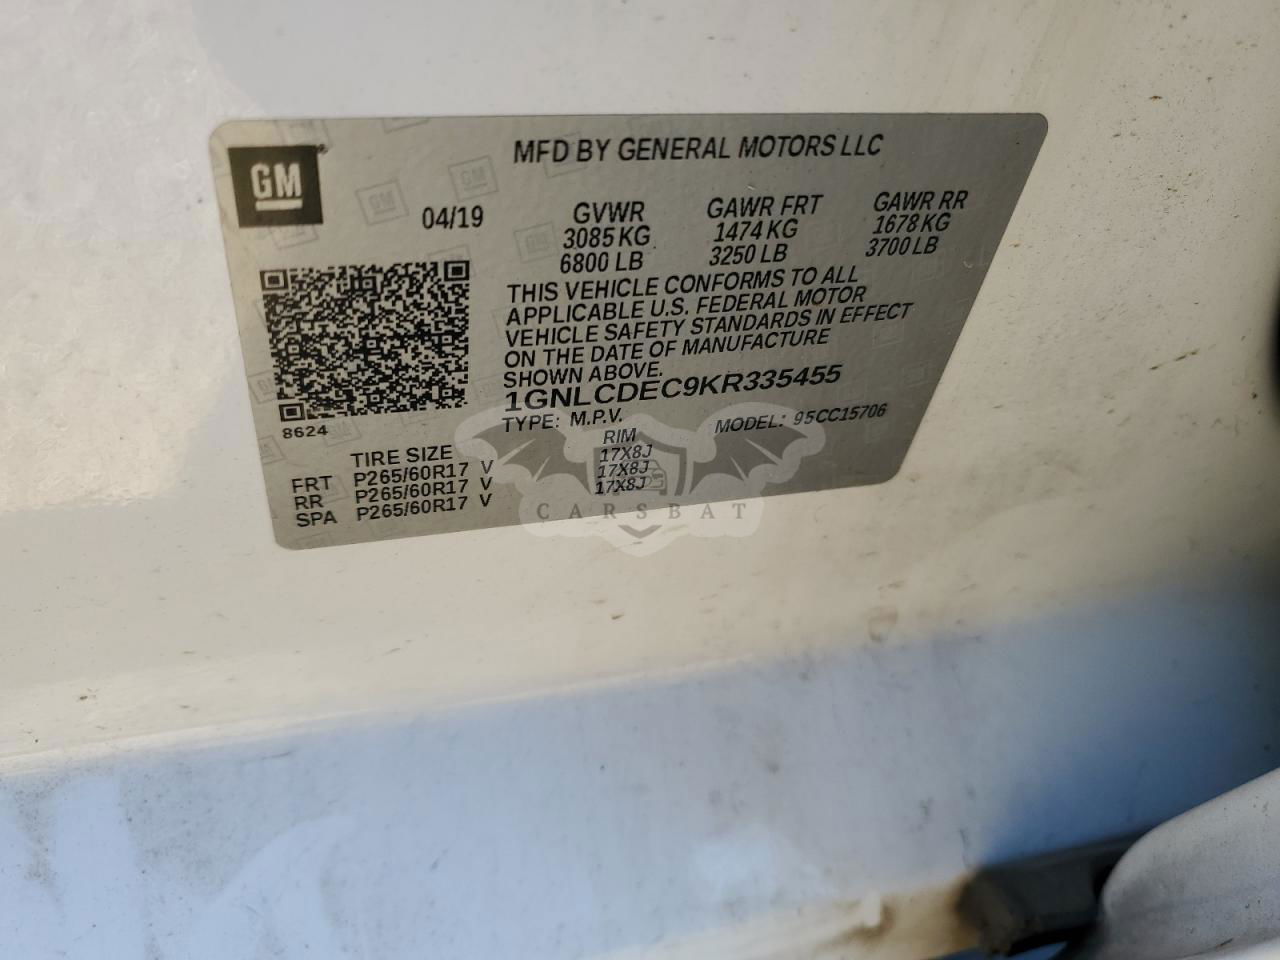 GM
MFD BY GENERAL MOTORS LLC
04/19
GVWR GAWR FRT GAWR RR
3085 KG 1474 KG 1678 KG
6800 LB 3250 LB 3700 LB
THIS VEHICLE CONFORMS TO ALL
APPLICABLE U.S. FEDERAL MOTOR
VEHICLE SAFETY STANDARDS IN EFFECT
ON THE DATE OF MANUFACTURE
SHOWN ABOVE.
1GNLCDEC9KR335455
8624
TYPE: M.P.V. MODEL: 95CC15706
TIRE SIZE RIM
FRT P265/60R17 V 17X8J
RR P265/60R17 V 17X8J
SPA P265/60R17 V 17X8J
CARSBAT